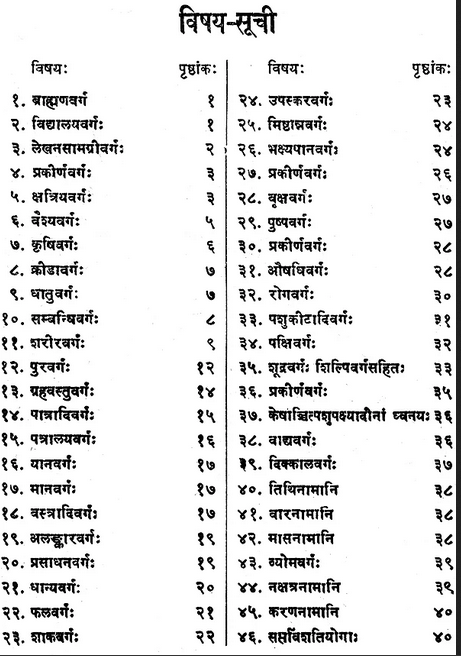 विषय-सूची
विषयः पृष्ठांकः
१. ब्राह्मणवर्ग १
२. विद्यालयवर्गः १
३. लेखनसामग्रीवर्गः २
४. प्रकीर्णवर्गः ३
५. क्षत्रियवर्गः ३
६. वैश्यवर्गः ५
७. कृषिवर्गः ६
८. क्रीडावर्गः ७
९. धातुवर्गः ७
१०. सम्बन्धिवर्गः ८
११. शरीरवर्गः ९
१२. पुरवर्गः १२
१३. ग्रहवस्तुवर्गः १४
१४. पात्रादिवर्गः १५
१५. पत्रालयवर्गः १६
१६. यानवर्गः १७
१७. मानवर्गः १७
१८. वस्त्रादिवर्गः १७
१९. अलङ्कारवर्गः १९
२०. प्रसाधनवर्गः १९
२१. धान्यवर्गः २०
२२. फलवर्गः २१
२३. शाकवर्गः २२
विषयः पृष्ठांकः
२४. उपस्करवर्गः २३
२५. मिष्ठान्नवर्गः २४
२६. भक्ष्यपानवर्गः २४
२७. प्रकीर्णवर्गः २६
२८. वृक्षवर्गः २७
२९. पुष्पवर्गः २७
३०. प्रकीर्णवर्गः २८
३१. औषधिवर्गः २८
३२. रोगवर्गः ३०
३३. पशुकीटादिवर्गः ३१
३४. पक्षिवर्गः ३२
३५. शूद्रवर्गः शिल्पिवर्गसहितः ३३
३६. प्रकीर्णवर्गः ३५
३७. केषाञ्चित्पशुपक्ष्यादीनां ध्वनयः ३६
३८. वाद्यवर्गः ३६
३९. दिक्कालवर्गः ३७
४०. तिथिनामानि ३८
४१. वारनामानि ३८
४२. मासनामानि ३८
४३. व्योमवर्गः ३९
४४. नक्षत्रनामानि ३९
४५. करणनामानि ४०
४६. सप्तविंशतियोगाः ४०